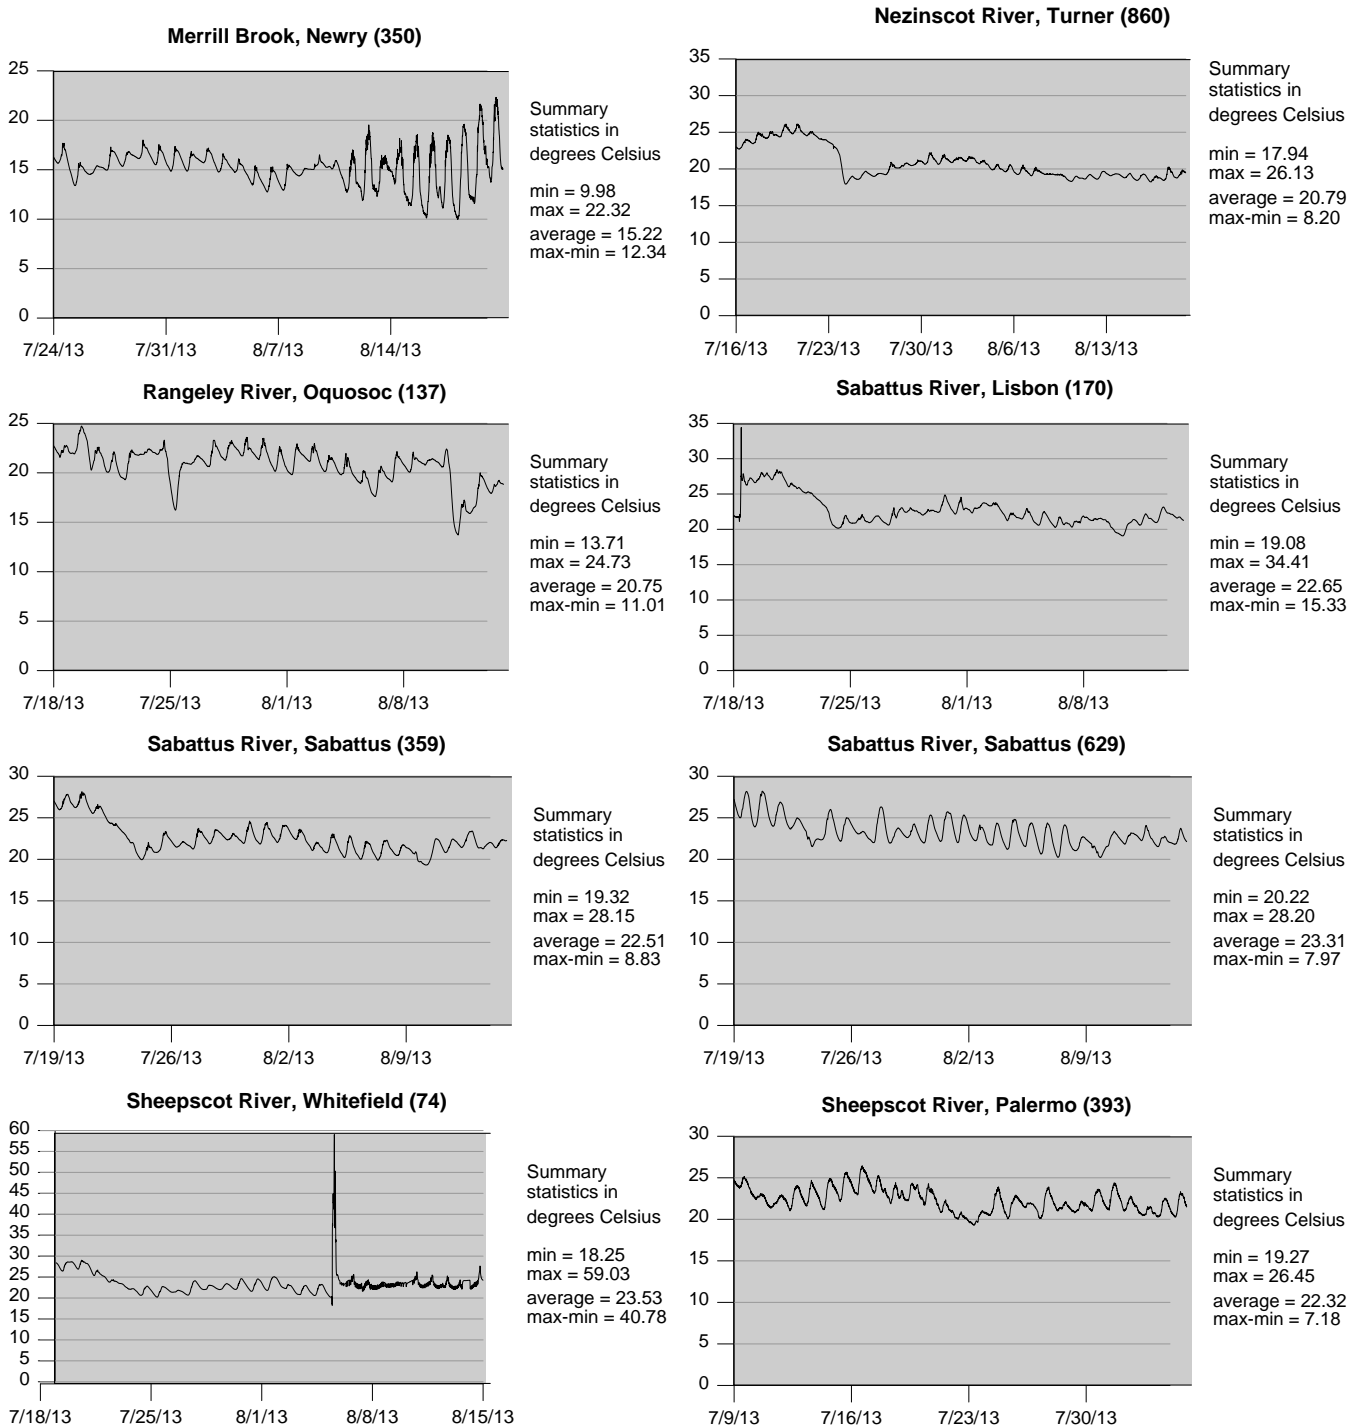 Merrill Brook, Newry (350)
25
20
15
10
5
0
7/24/13
7/31/13
8/7/13
8/14/13
Summary
statistics in
degrees Celsius
min = 9.98
max = 22.32
average = 15.22
max-min = 12.34
Nezinscot River, Turner (860)
35
30
25
20
15
10
5
0
7/16/13
7/23/13
7/30/13
8/6/13
8/13/13
Summary
statistics in
degrees Celsius
min = 17.94
max = 26.13
average = 20.79
max-min = 8.20
Rangeley River, Oquosoc (137)
25
20
15
10
5
0
7/18/13
7/25/13
8/1/13
8/8/13
Summary
statistics in
degrees Celsius
min = 13.71
max = 24.73
average = 20.75
max-min = 11.01
Sabattus River, Lisbon (170)
35
30
25
20
15
10
5
0
7/18/13
7/25/13
8/1/13
8/8/13
Summary
statistics in
degrees Celsius
min = 19.08
max = 34.41
average = 22.65
max-min = 15.33
Sabattus River, Sabattus (359)
30
25
20
15
10
5
0
7/19/13
7/26/13
8/2/13
8/9/13
Summary
statistics in
degrees Celsius
min = 19.32
max = 28.15
average = 22.51
max-min = 8.83
Sabattus River, Sabattus (629)
30
25
20
15
10
5
0
7/19/13
7/26/13
8/2/13
8/9/13
Summary
statistics in
degrees Celsius
min = 20.22
max = 28.20
average = 23.31
max-min = 7.97
Sheepscot River, Whitefield (74)
60
55
50
45
40
35
30
25
20
15
10
5
0
7/18/13
7/25/13
8/1/13
8/8/13
8/15/13
Summary
statistics in
degrees Celsius
min = 18.25
max = 59.03
average = 23.53
max-min = 40.78
Sheepscot River, Palermo (393)
30
25
20
15
10
5
0
7/9/13
7/16/13
7/23/13
7/30/13
Summary
statistics in
degrees Celsius
min = 19.27
max = 26.45
average = 22.32
max-min = 7.18